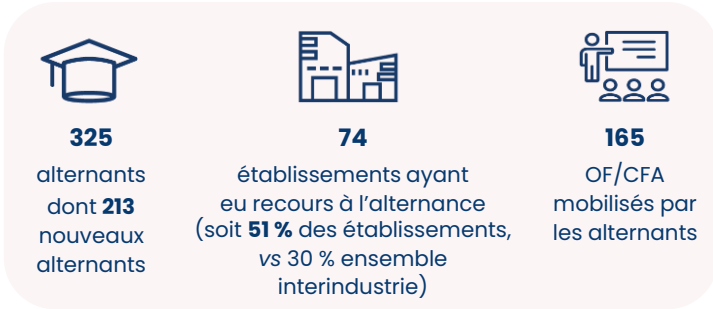 325
alternants
dont 213
nouveaux
alternants
74
établissements ayant
eu recours à l’alternance
(soit 51 % des établissements,
vs 30 % ensemble
interindustrie)
165
OF/CFA
mobilisés par
les alternants